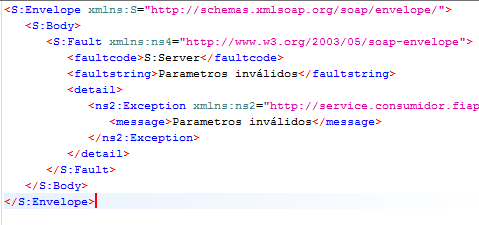 <S:Envelope xmlns:S="http://schemas.xmlsoap.org/soap/envelope/">
<S:Body>
<S:Fault xmlns:ns4="http://www.w3.org/2003/05/soap-envelope">
<faultcode>S:Server</faultcode>
<faultstring>Parametros inválidos</faultstring>
<detail>
<ns2:Exception xmlns:ns2="http://service.consumidor.fiap
<message>Parametros inválidos</message>
</ns2:Exception>
</detail>
</S:Fault>
</S:Body>
</S:Envelope>